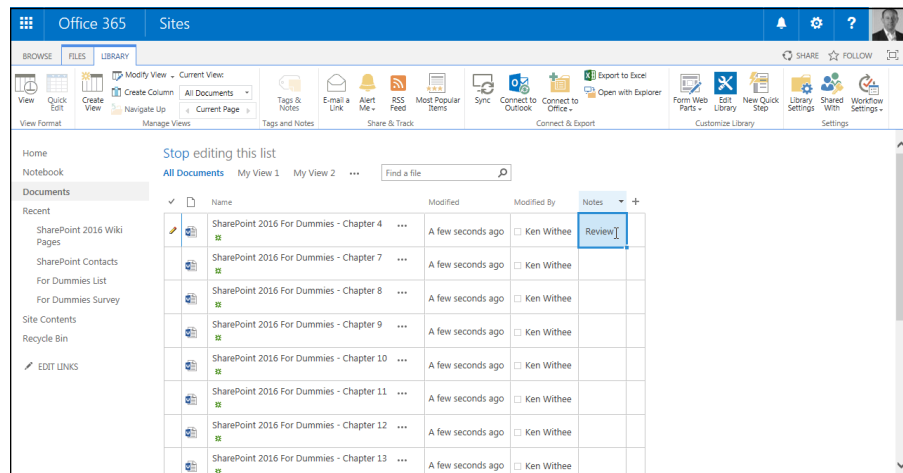 Office 365 Sites ?
BROWSE FILES LIBRARY SHARE FOLLOW
View
Quick Edit
Create View
Modify View
Create Column
Navigate Up
Current View:
All Documents
Current Page
Tags & Notes
E-mail a Link
Alert Me
RSS Feed
Most Popular Items
Sync
Connect to Outlook
Connect to Office
Export to Excel
Open with Explorer
Form Web Parts
Edit Library
New Quick Step
Library Settings
Shared With
Workflow Settings
View Format Manage Views Tags and Notes Share & Track Connect & Export Customize Library Settings
Home
Notebook
Documents
Recent
SharePoint 2016 Wiki
Pages
SharePoint Contacts
For Dummies List
For Dummies Survey
Site Contents
Recycle Bin
EDIT LINKS
Stop editing this list
All Documents My View 1 My View 2 ••• Find a file
Name Modified Modified By Notes +
SharePoint 2016 For Dummies - Chapter 4 ••• A few seconds ago Ken Withee Review
SharePoint 2016 For Dummies - Chapter 7 ••• A few seconds ago Ken Withee
SharePoint 2016 For Dummies - Chapter 8 ••• A few seconds ago Ken Withee
SharePoint 2016 For Dummies - Chapter 9 ••• A few seconds ago Ken Withee
SharePoint 2016 For Dummies - Chapter 10 ••• A few seconds ago Ken Withee
SharePoint 2016 For Dummies - Chapter 11 ••• A few seconds ago Ken Withee
SharePoint 2016 For Dummies - Chapter 12 ••• A few seconds ago Ken Withee
SharePoint 2016 For Dummies - Chapter 13 ••• A few seconds ago Ken Withee